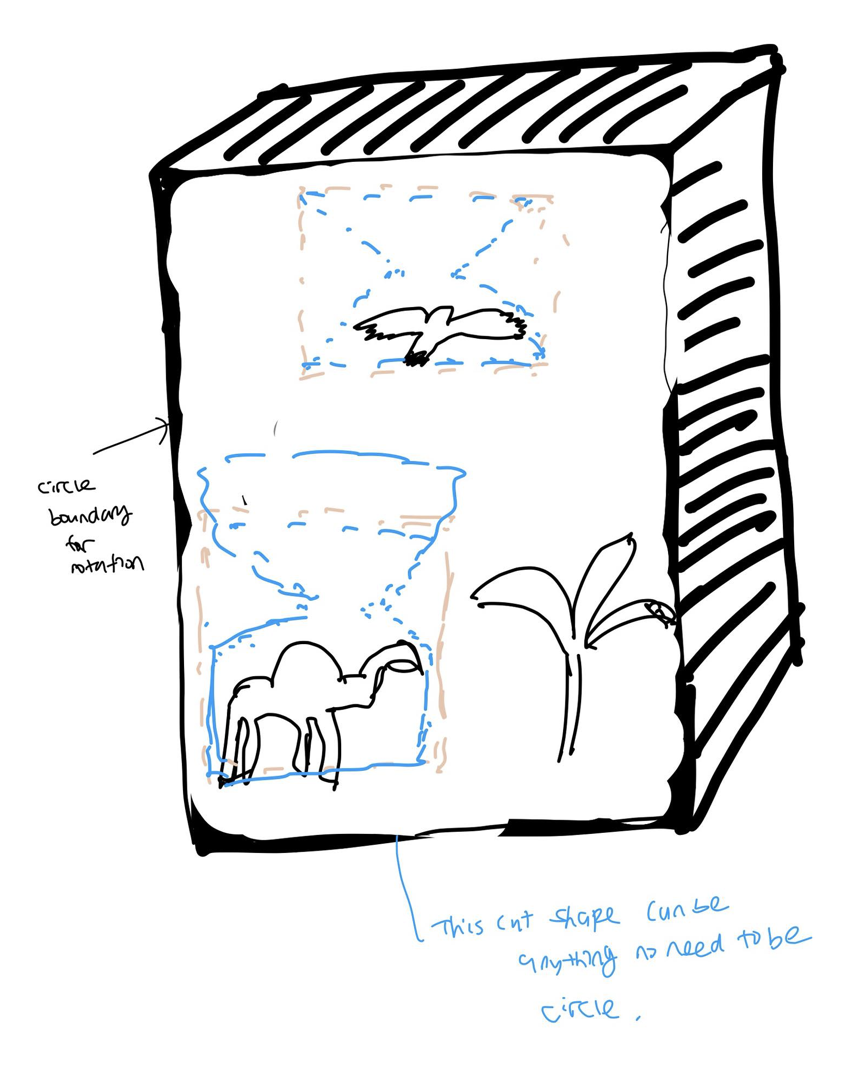 circle
boundary
for
rotation
This cut shape can be
anything no need to be
circle.